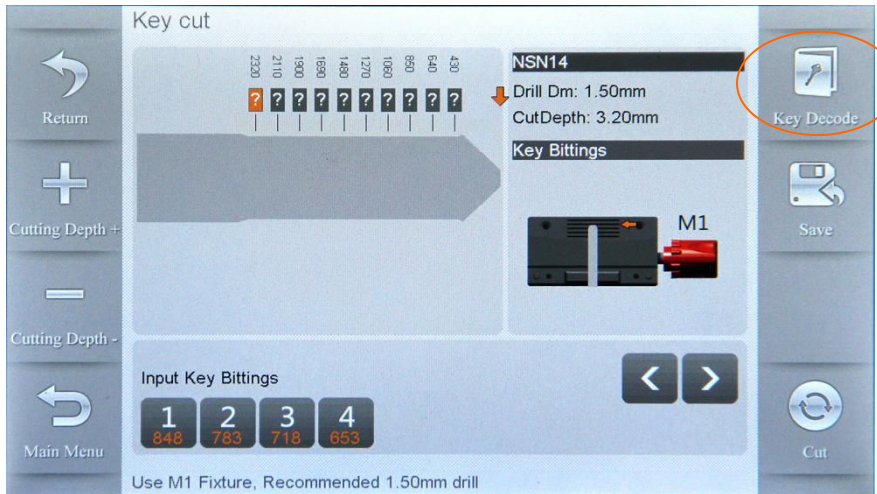 Key cut
Return
Cutting Depth +
Cutting Depth -
Main Menu
2320 2110 1900 1690 1480 1270 1060 850 640 430
? ? ? ? ? ? ? ? ? ?
NSN14
Drill Dm: 1.50mm
CutDepth: 3.20mm
Key Bittings
M1
Input Key Bittings
1 2 3 4
848 783 718 653
< >
Use M1 Fixture, Recommended 1.50mm drill
Key Decode
Save
Cut